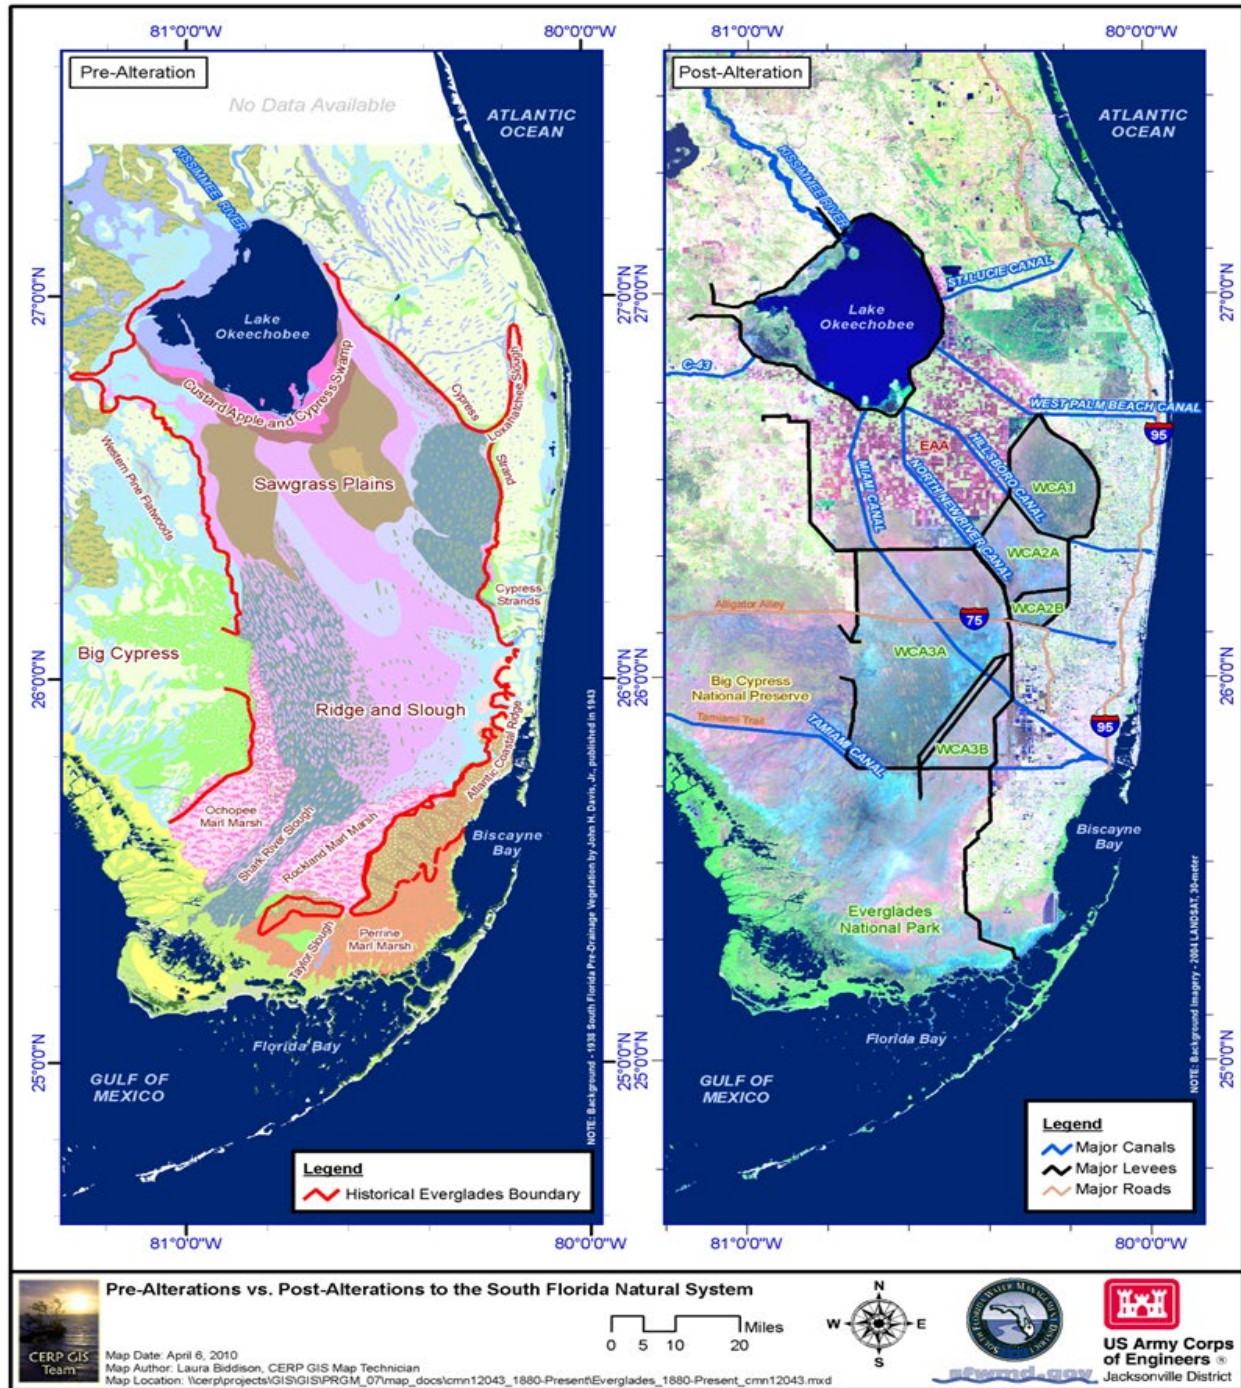 81°0'0"W
80°0'0"W
81°0'0"W
80°0'0"W
Pre-Alteration
No Data Available
ATLANTIC
OCEAN
KISSIMMEE RIVER
27°0'0"N
Lake
Okeechobee
Custard Apple and Cypress Swamp
Cypress
Loxahatchee Slough
Strand
Western Pine Flatwoods
Sawgrass Plains
Cypress
Strands
Big Cypress
26°0'0"N
Ridge and Slough
Atlantic Coastal Ridge
Ochopee
Marl Marsh
Shark River Slough
Rockland Marl Marsh
Biscayne
Bay
Perrine
Marl Marsh
Taylor Slough
Florida Bay
25°0'0"N
GULF OF
MEXICO
NOTE: Background - 1938 South Florida Pre-Drainage Vegetation by John H. Davis, Jr., published in 1943
Legend
Historical Everglades Boundary
81°0'0"W
80°0'0"W
Post-Alteration
ATLANTIC
OCEAN
KISSIMMEE RIVER
27°0'0"N
27°0'0"N
ST. LUCIE CANAL
Lake
Okeechobee
C-43
WEST PALM BEACH CANAL
95
EAA
HILLSBORO CANAL
MIAMI CANAL
NORTH NEW RIVER CANAL
WCA1
WCA2A
WCA2B
Alligator Alley
75
WCA3A
26°0'0"N
26°0'0"N
Big Cypress
National Preserve
Tamiami Trail
TAMIAMI CANAL
95
WCA3B
Biscayne
Bay
Everglades
National Park
Florida Bay
25°0'0"N
25°0'0"N
GULF OF
MEXICO
NOTE: Background Imagery - 2004 LANDSAT, 30-meter
Legend
Major Canals
Major Levees
Major Roads
81°0'0"W
80°0'0"W
CERP GIS
Team
Pre-Alterations vs. Post-Alterations to the South Florida Natural System
Map Date: April 6, 2010
Map Author: Laura Biddison, CERP GIS Map Technician
Map Location: \\cerp\projects\GIS\GIS\PRGM_07\map_docs\cmn12043_1880-Present\Everglades_1880-Present_cmn12043.mxd
Miles
0 5 10 20
N
W E
S
SOUTH FLORIDA WATER MANAGEMENT DISTRICT
sfwmd.gov
US Army Corps
of Engineers ®
Jacksonville District